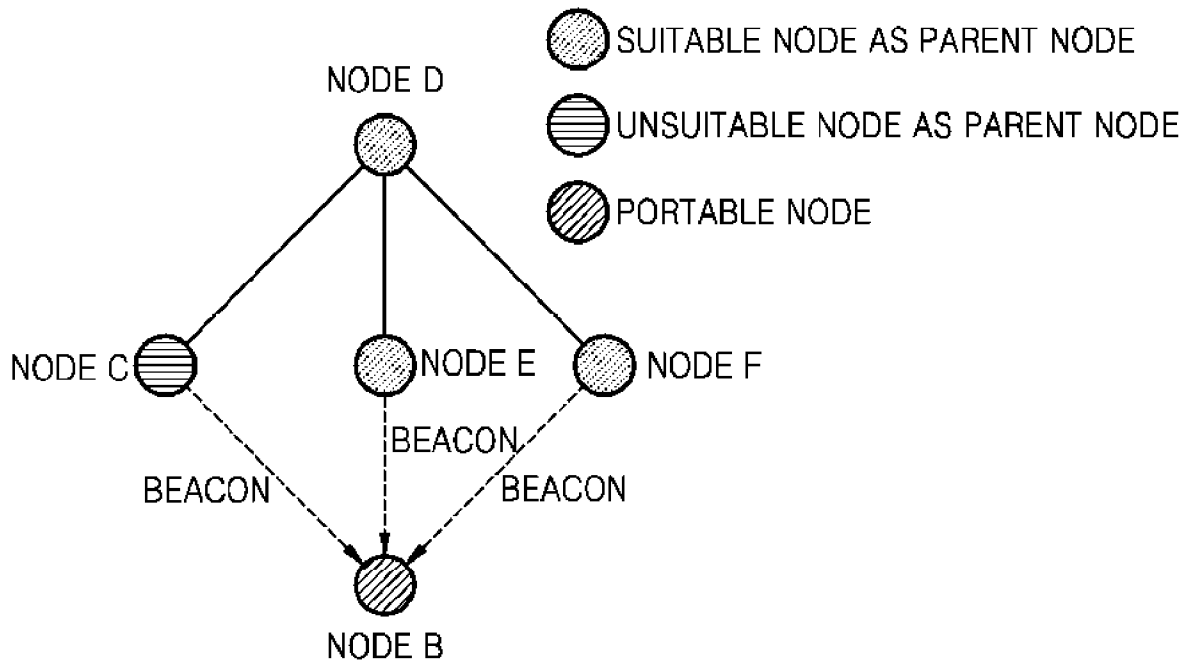 SUITABLE NODE AS PARENT NODE
NODE D
UNSUITABLE NODE AS PARENT NODE
PORTABLE NODE
NODE C
NODE E
NODE F
BEACON
BEACON
BEACON
NODE B